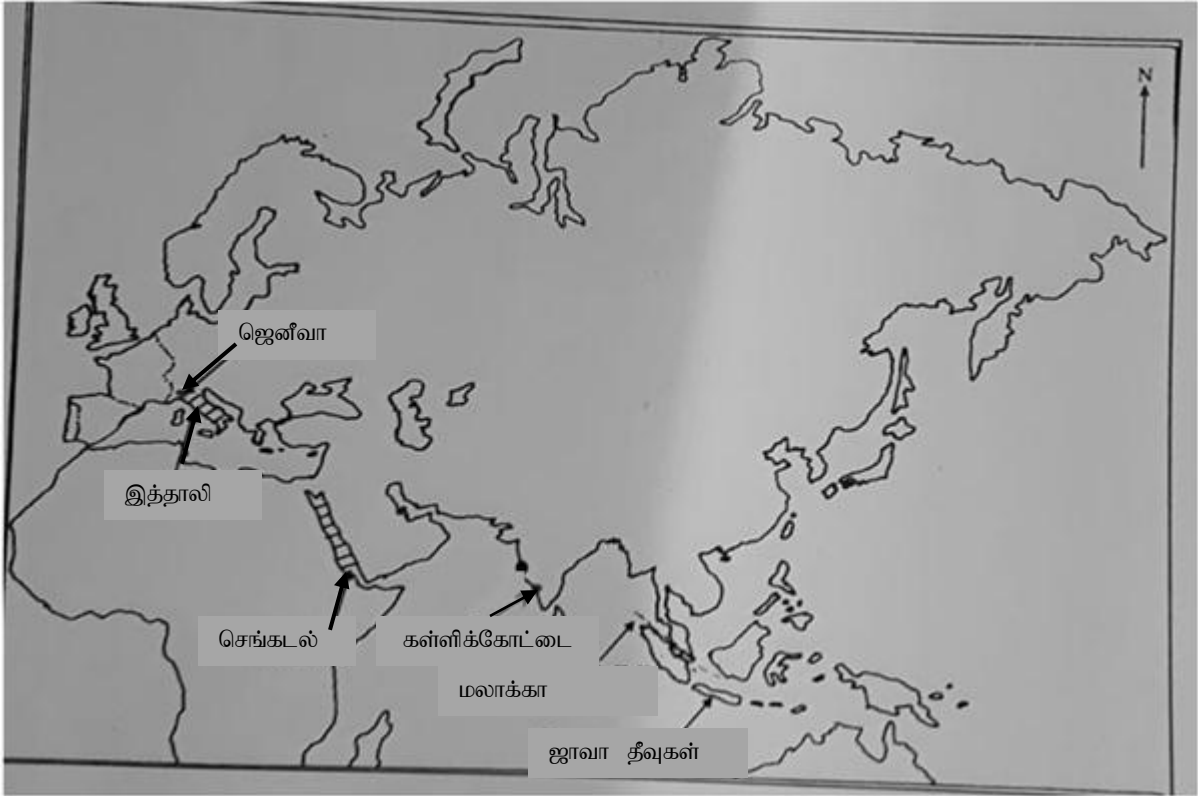 N
ஜெனீவா
இத்தாலி
செங்கடல்
கள்ளிக்கோட்டை
மலாக்கா
ஜாவா தீவுகள்